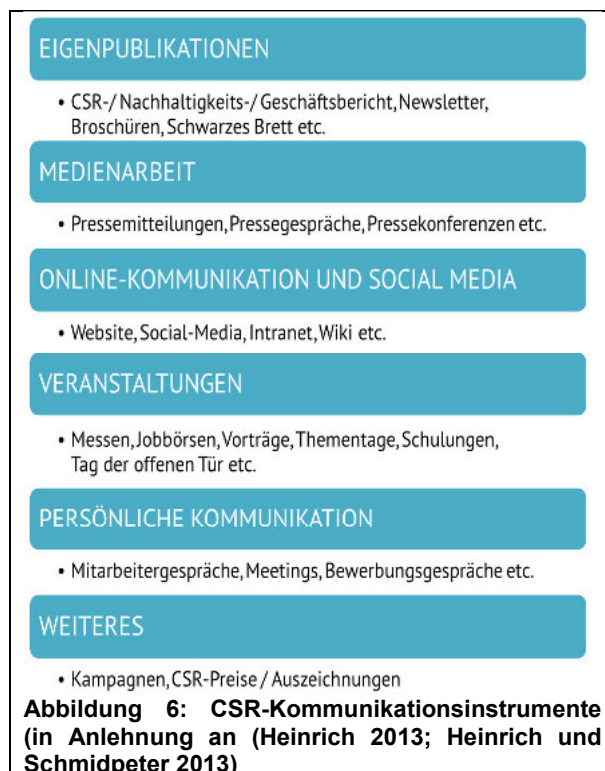 EIGENPUBLIKATIONEN
• CSR-/ Nachhaltigkeits-/ Geschäftsbericht, Newsletter,
Broschüren, Schwarzes Brett etc.
MEDIENARBEIT
• Pressemitteilungen, Pressegespräche, Pressekonferenzen etc.
ONLINE-KOMMUNIKATION UND SOCIAL MEDIA
• Website, Social-Media, Intranet, Wiki etc.
VERANSTALTUNGEN
• Messen, Jobbörsen, Vorträge, Thementage, Schulungen,
Tag der offenen Tür etc.
PERSÖNLICHE KOMMUNIKATION
• Mitarbeitergespräche, Meetings, Bewerbungsgespräche etc.
WEITERES
• Kampagnen, CSR-Preise / Auszeichnungen
Abbildung 6: CSR-Kommunikationsinstrumente
(in Anlehnung an (Heinrich 2013; Heinrich und
Schmidpeter 2013)